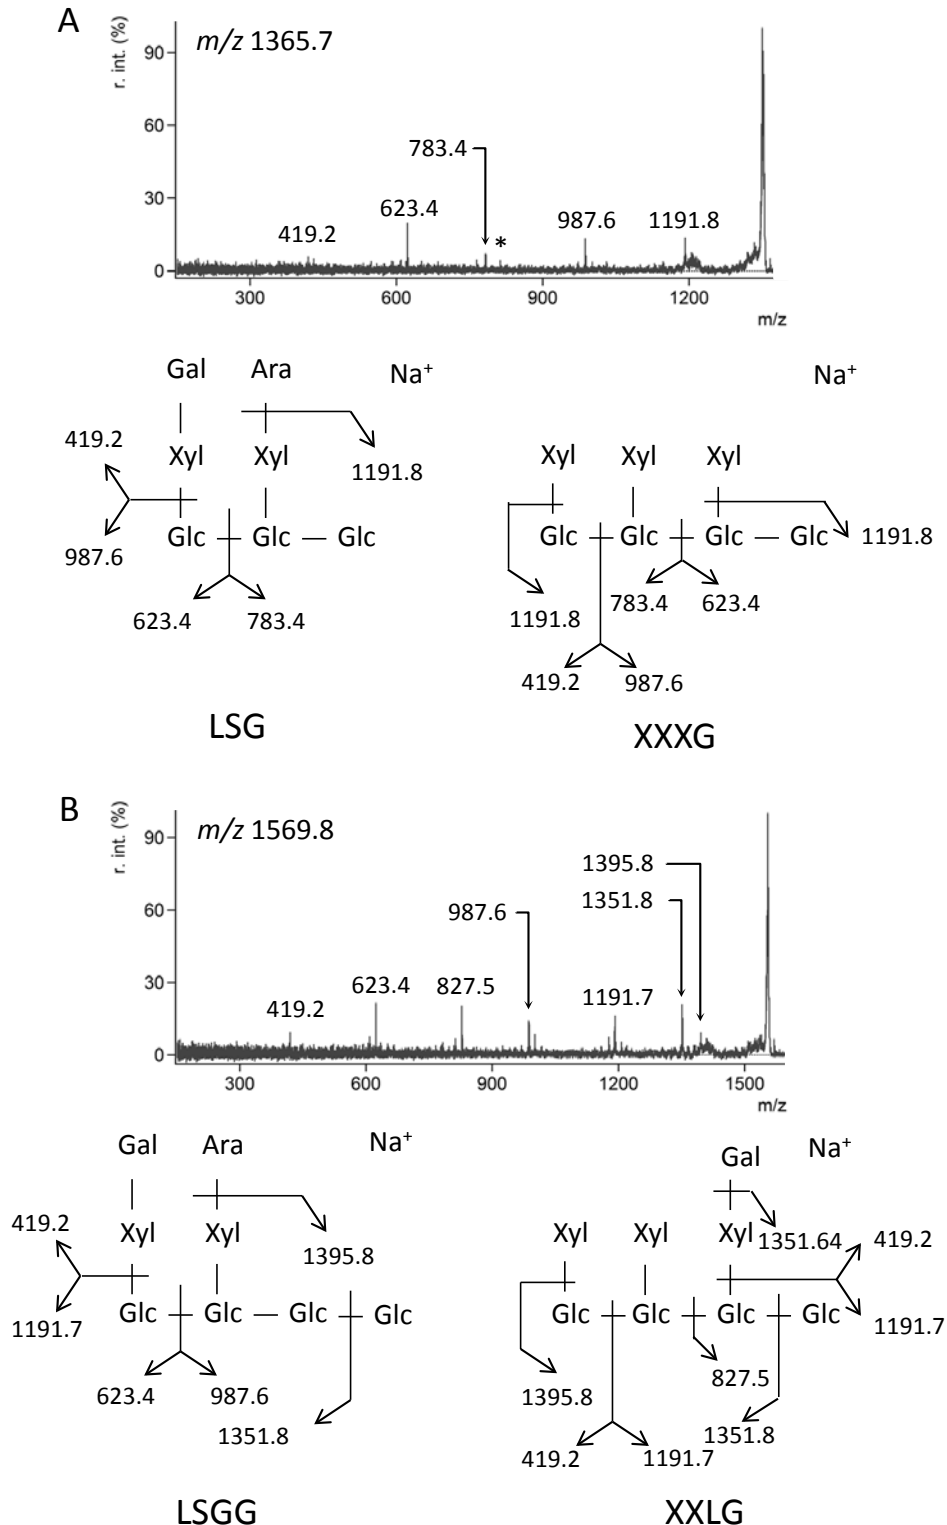 A
m/z 1365.7
r. int. (%)
90
60
30
0
783.4
*
419.2
623.4
987.6
1191.8
300
600
900
1200
m/z
Gal Ara Na+
419.2
Xyl Xyl
1191.8
987.6
Glc Glc Glc
623.4 783.4
LSG
Na+
Xyl Xyl Xyl
Glc Glc Glc Glc 1191.8
1191.8
783.4 623.4
419.2 987.6
XXXG
B
m/z 1569.8
r. int. (%)
90
60
30
0
1395.8
1351.8
987.6
419.2
623.4
827.5
1191.7
300
600
900
1200
1500
m/z
Gal Ara Na+
419.2
Xyl Xyl
1395.8
1191.7
Glc Glc Glc Glc
623.4 987.6
1351.8
LSGG
Gal Na+
Xyl Xyl Xyl 1351.64 419.2
Glc Glc Glc Glc 1191.7
1395.8
827.5
1351.8
419.2 1191.7
XXLG